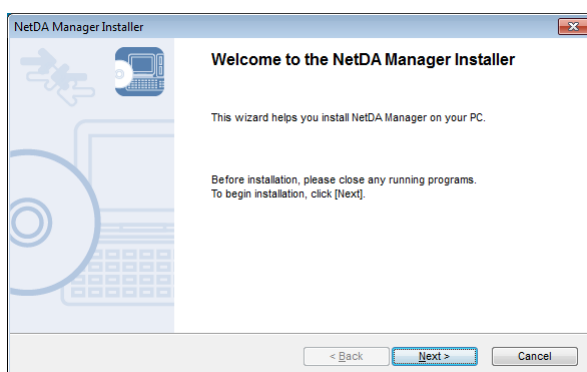 NetDA Manager Installer
Welcome to the NetDA Manager Installer
This wizard helps you install NetDA Manager on your PC.
Before installation, please close any running programs.
To begin installation, click [Next].
< Back
Next >
Cancel